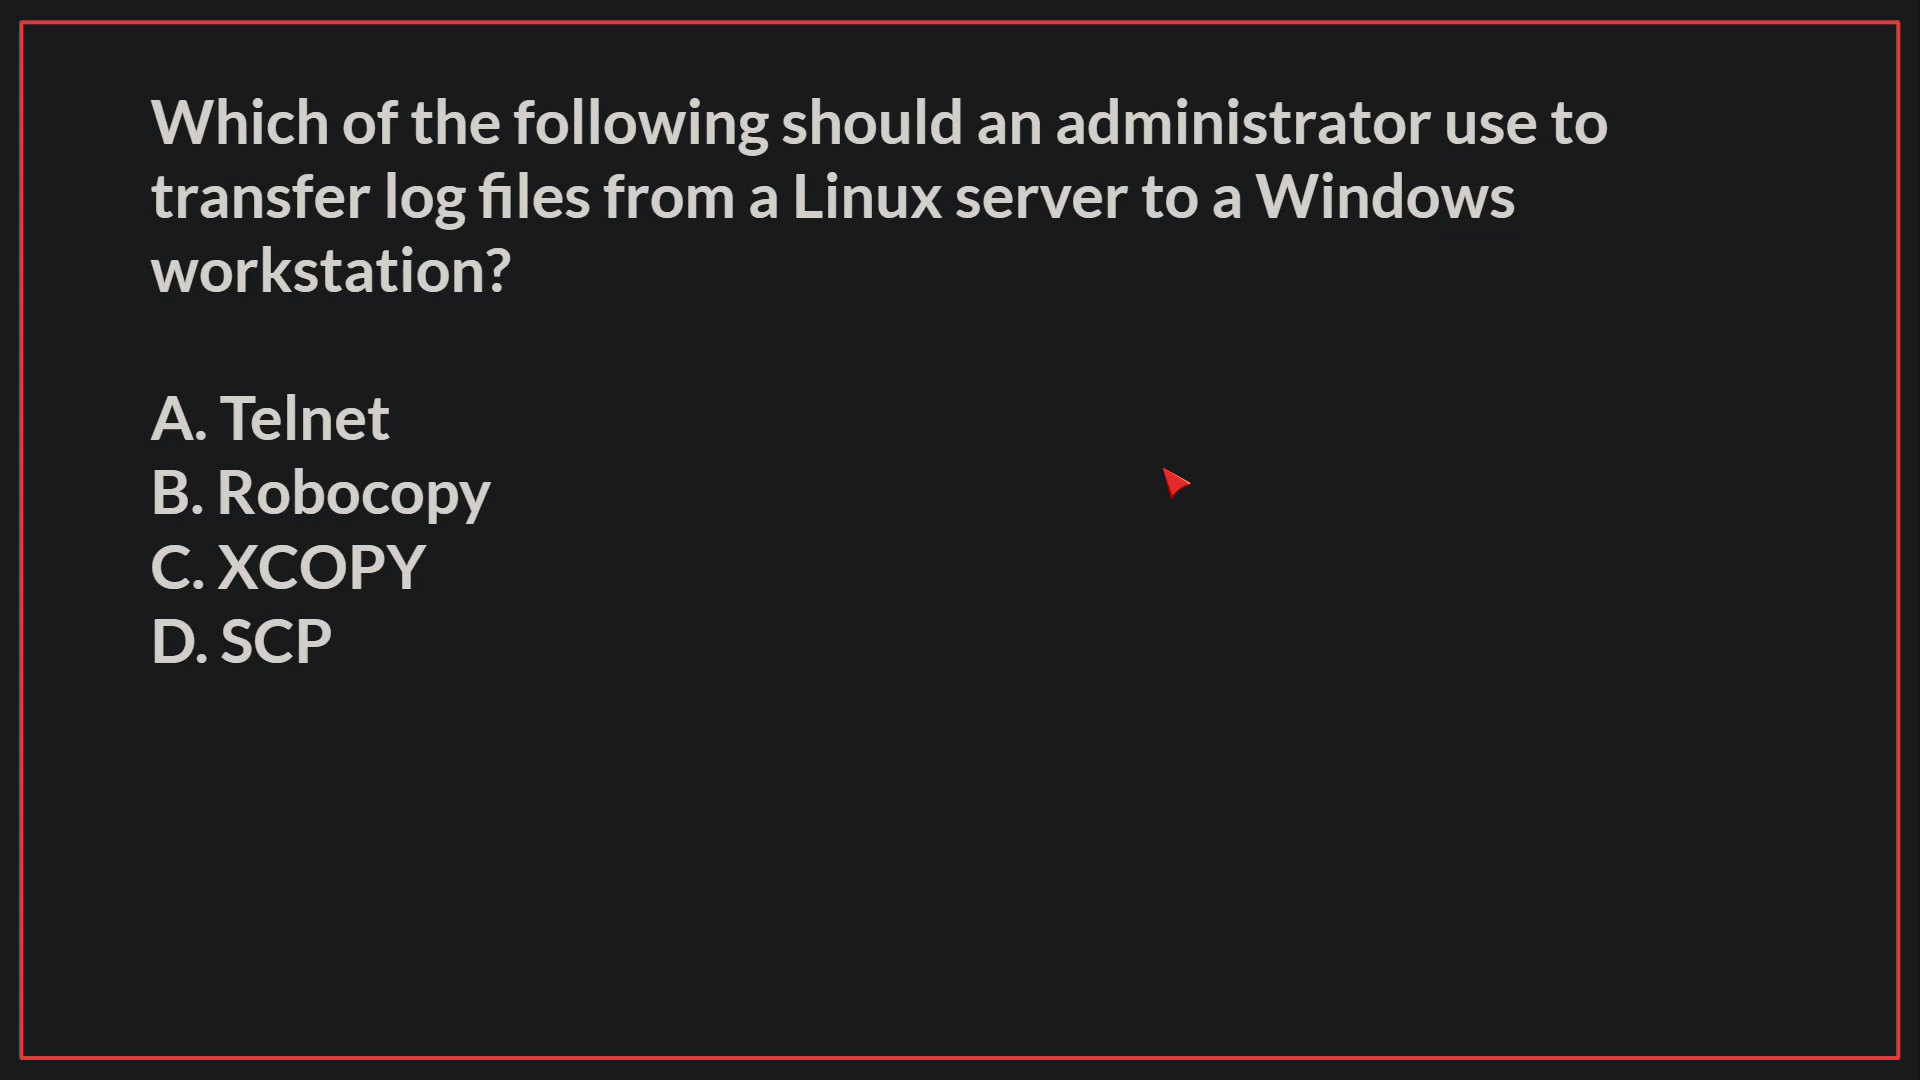 Which of the following should an administrator use to
transfer log files from a Linux server to a Windows
workstation?
A. Telnet
B. Robocopy
C. XCOPY
D. SCP